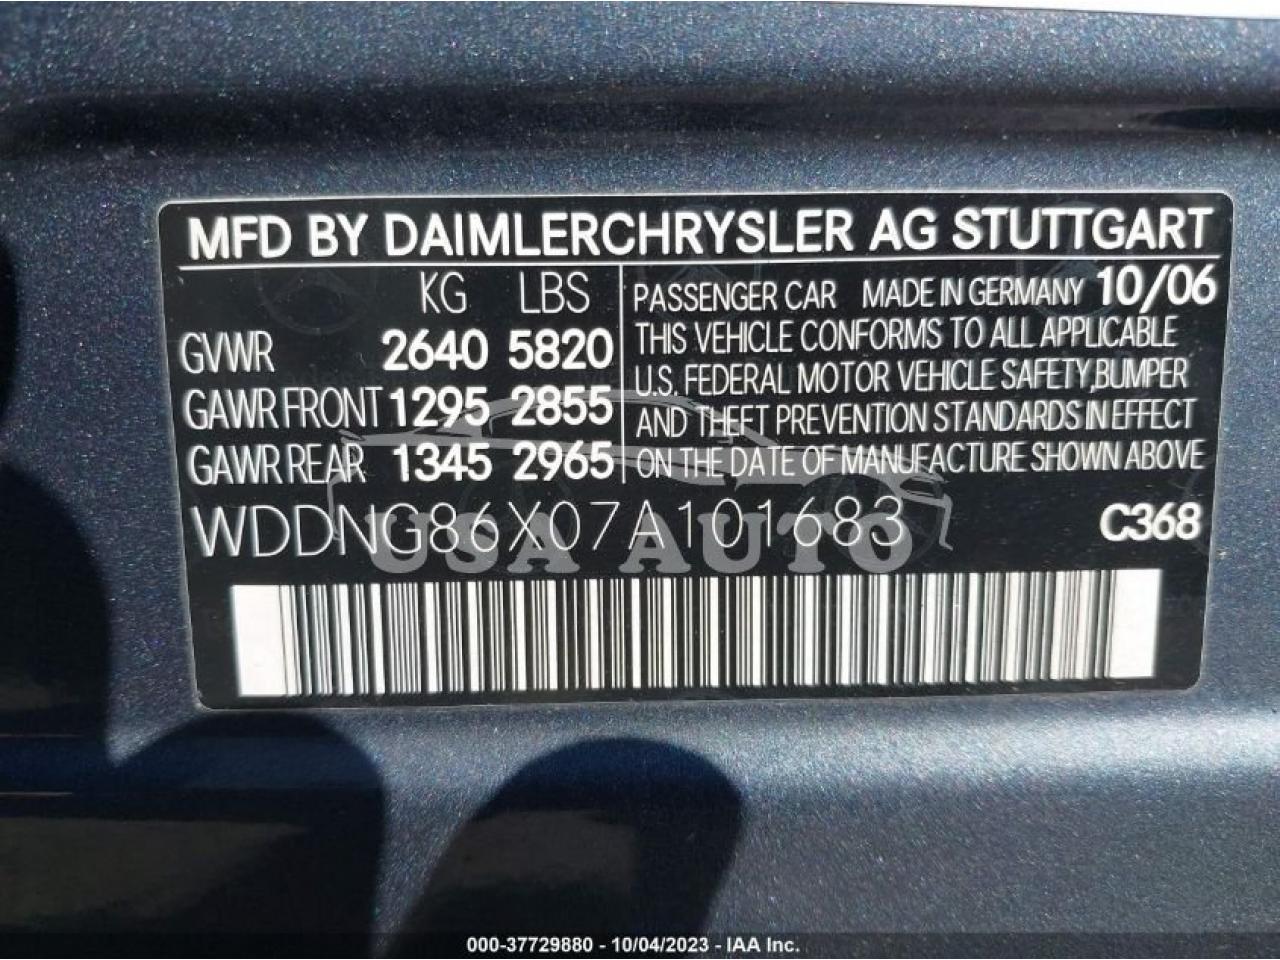 MFD BY DAIMLERCHRYSLER AG STUTTGART
KG LBS
GVWR 2640 5820
GAWR FRONT 1295 2855
GAWR REAR 1345 2965
PASSENGER CAR MADE IN GERMANY 10/06
THIS VEHICLE CONFORMS TO ALL APPLICABLE
U.S. FEDERAL MOTOR VEHICLE SAFETY,BUMPER
AND THEFT PREVENTION STANDARDS IN EFFECT
ON THE DATE OF MANUFACTURE SHOWN ABOVE
WDDNG86X07A101683 C368
USA AUTO
000-37729880 - 10/04/2023 - IAA Inc.